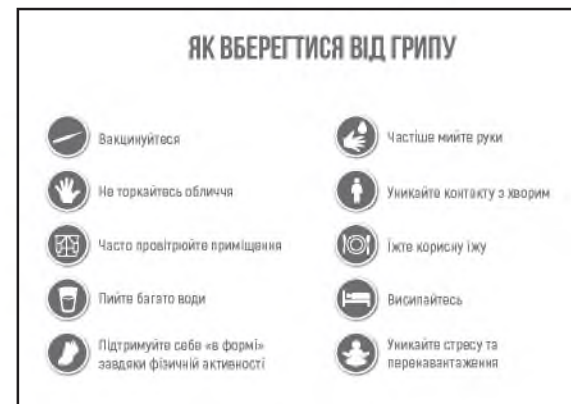 ЯК ВБЕРЕГТИСЯ ВІД ГРИПУ
Вакцинуйтеся
Не торкайтесь обличчя
Часто провітрюйте приміщення
Пийте багато води
Підтримуйте себе «в формі»
завдяки фізичній активності
Частіше мийте руки
Уникайте контакту з хворим
Їжте корисну їжу
Висипайтесь
Уникайте стресу та
перенавантаження